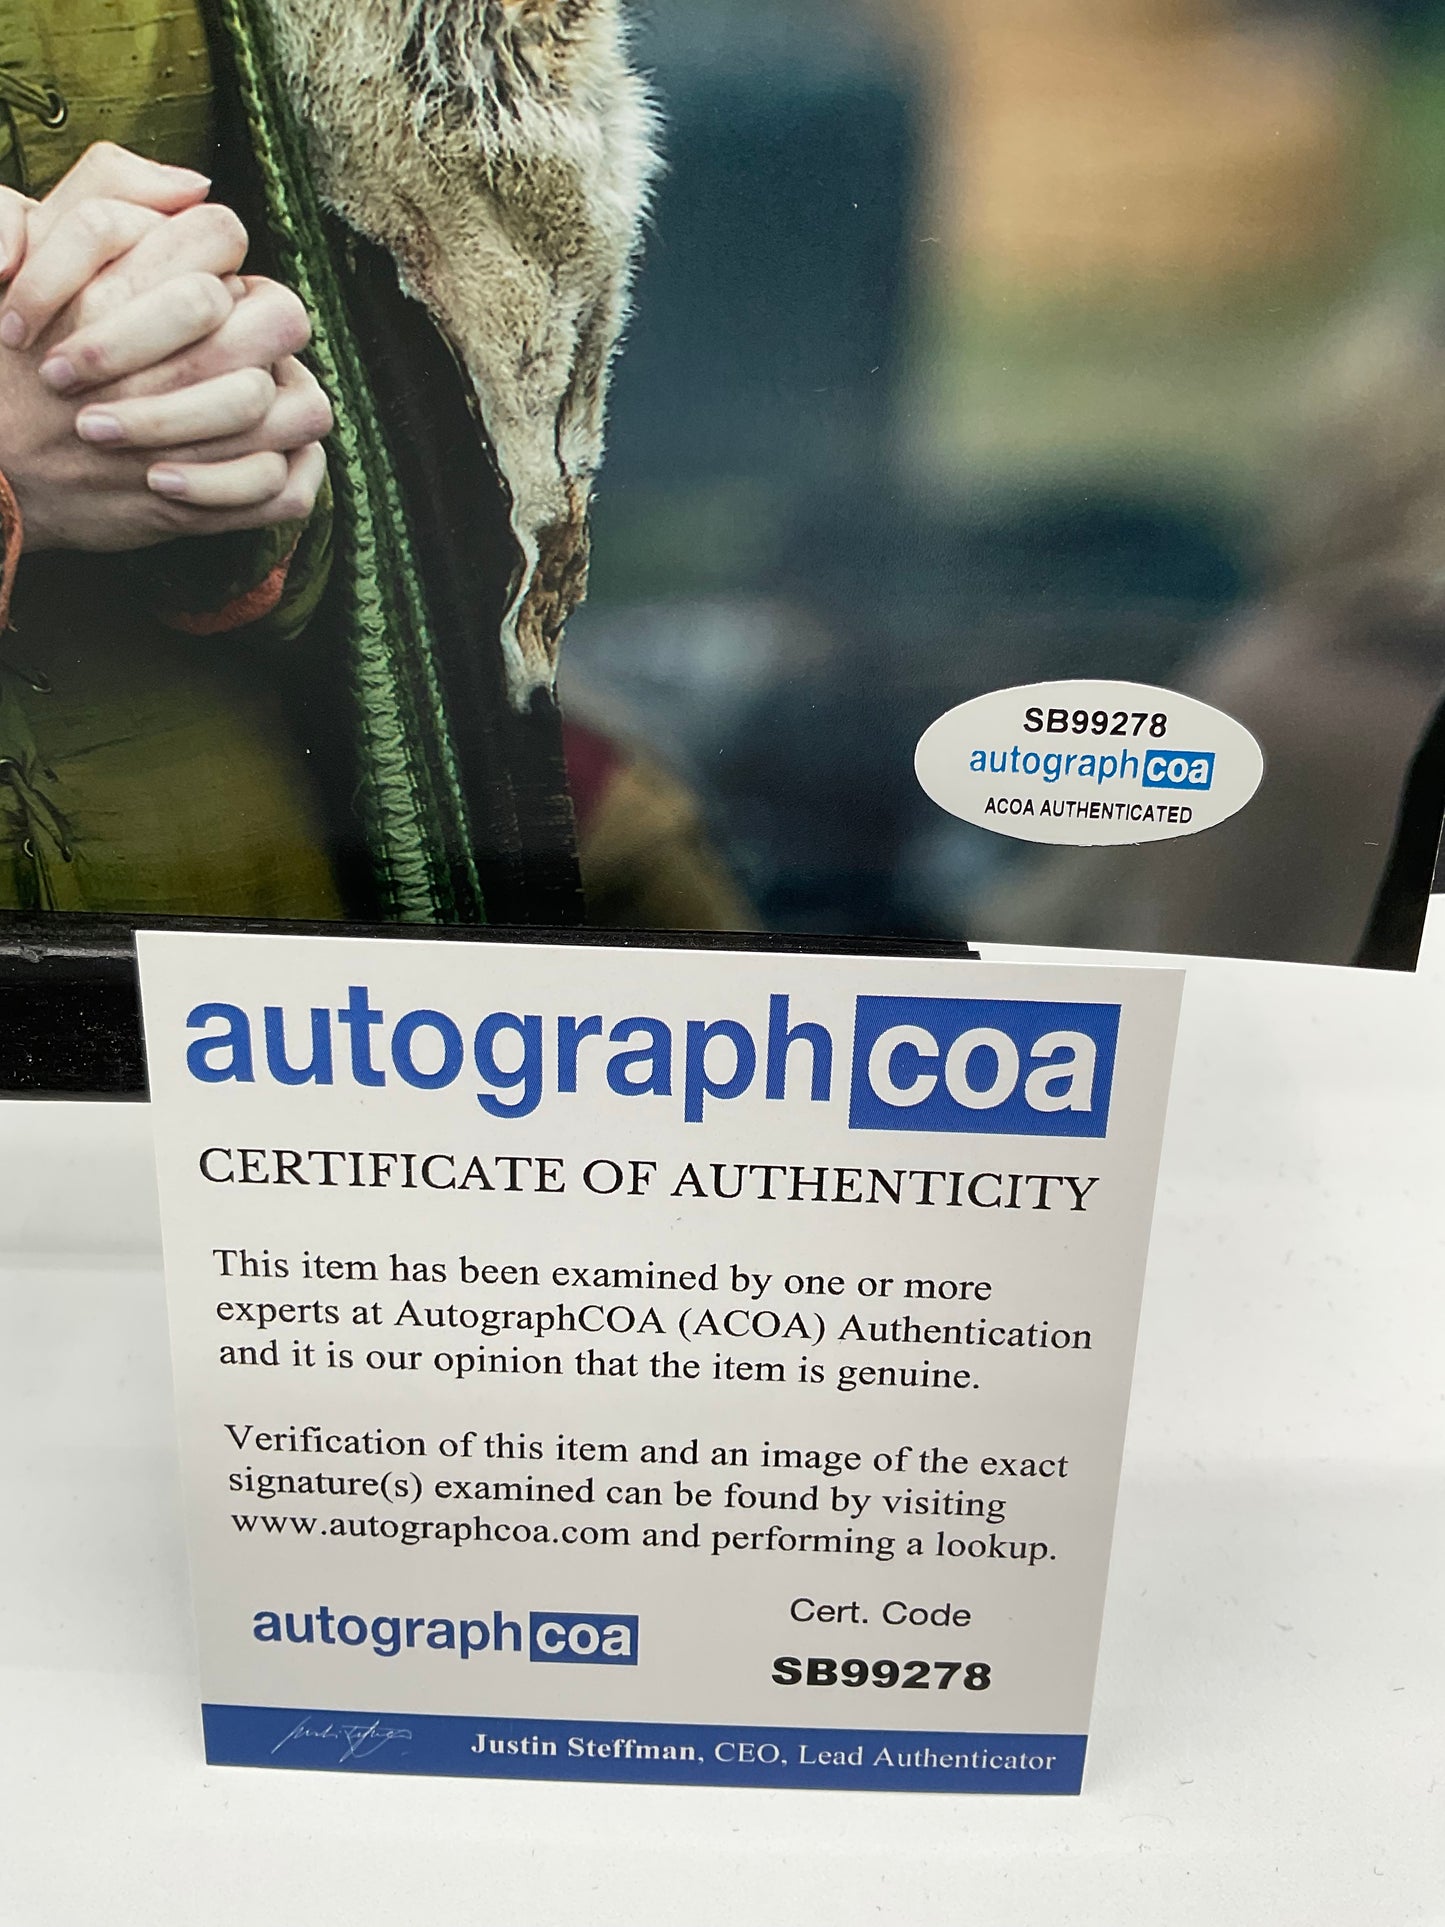 SB99278
autographcoa
ACOA AUTHENTICATED
autographcoa
CERTIFICATE OF AUTHENTICITY
This item has been examined by one or more
experts at AutographCOA (ACOA) Authentication
and it is our opinion that the item is genuine.
Verification of this item and an image of the exact
signature(s) examined can be found by visiting
www.autographcoa.com and performing a lookup.
autographcoa
Cert. Code
SB99278
Justin Steffman, CEO, Lead Authenticator